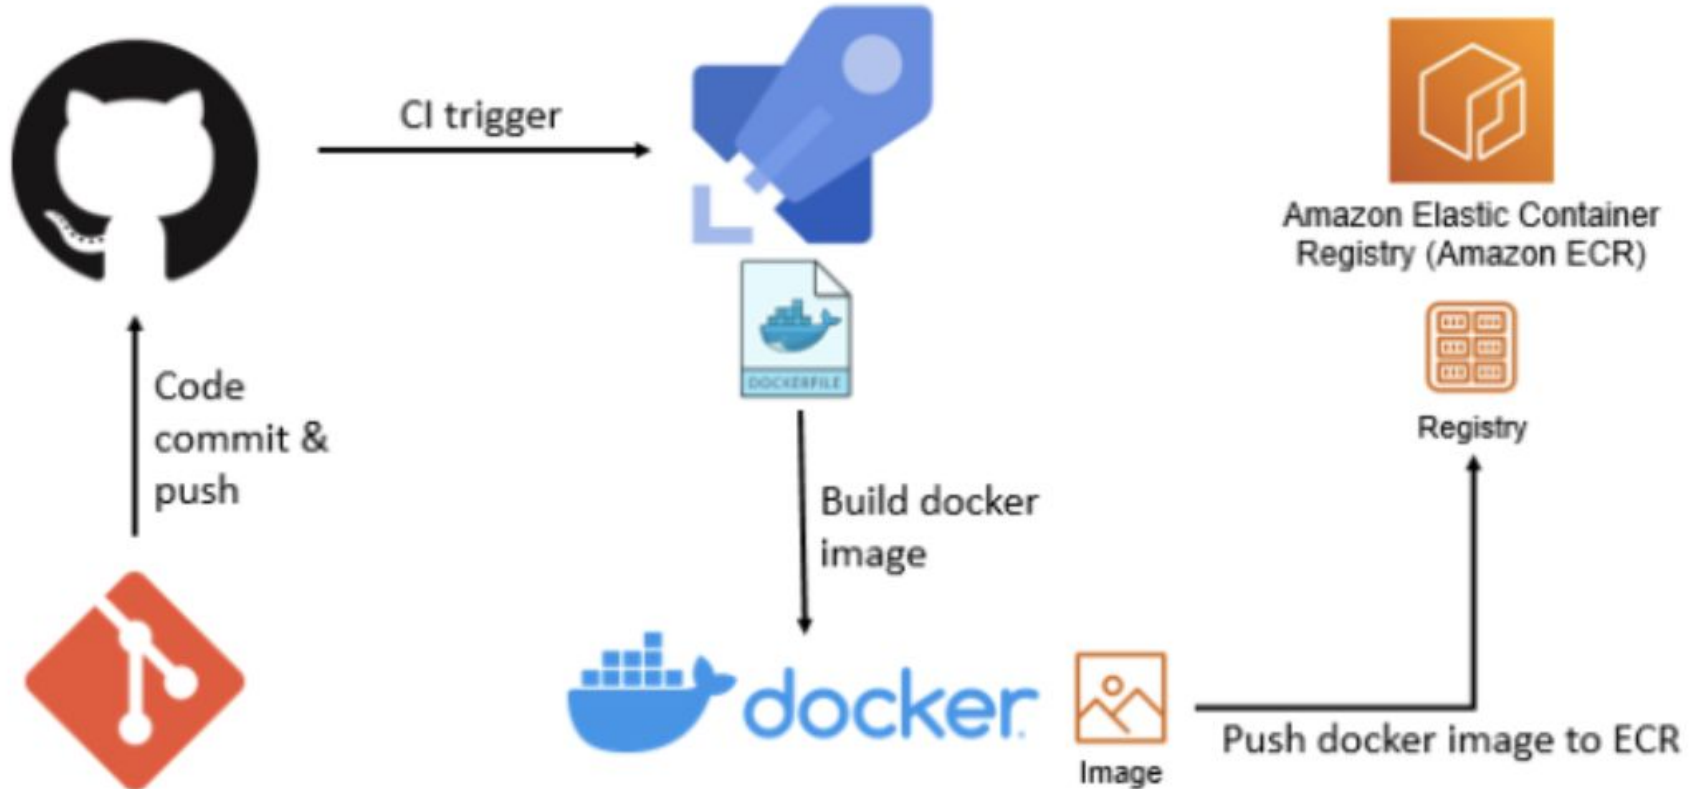 CI trigger
Amazon Elastic Container
Registry (Amazon ECR)
DOCKERFILE
Registry
Code
commit &
push
Build docker
image
docker
Image
Push docker image to ECR